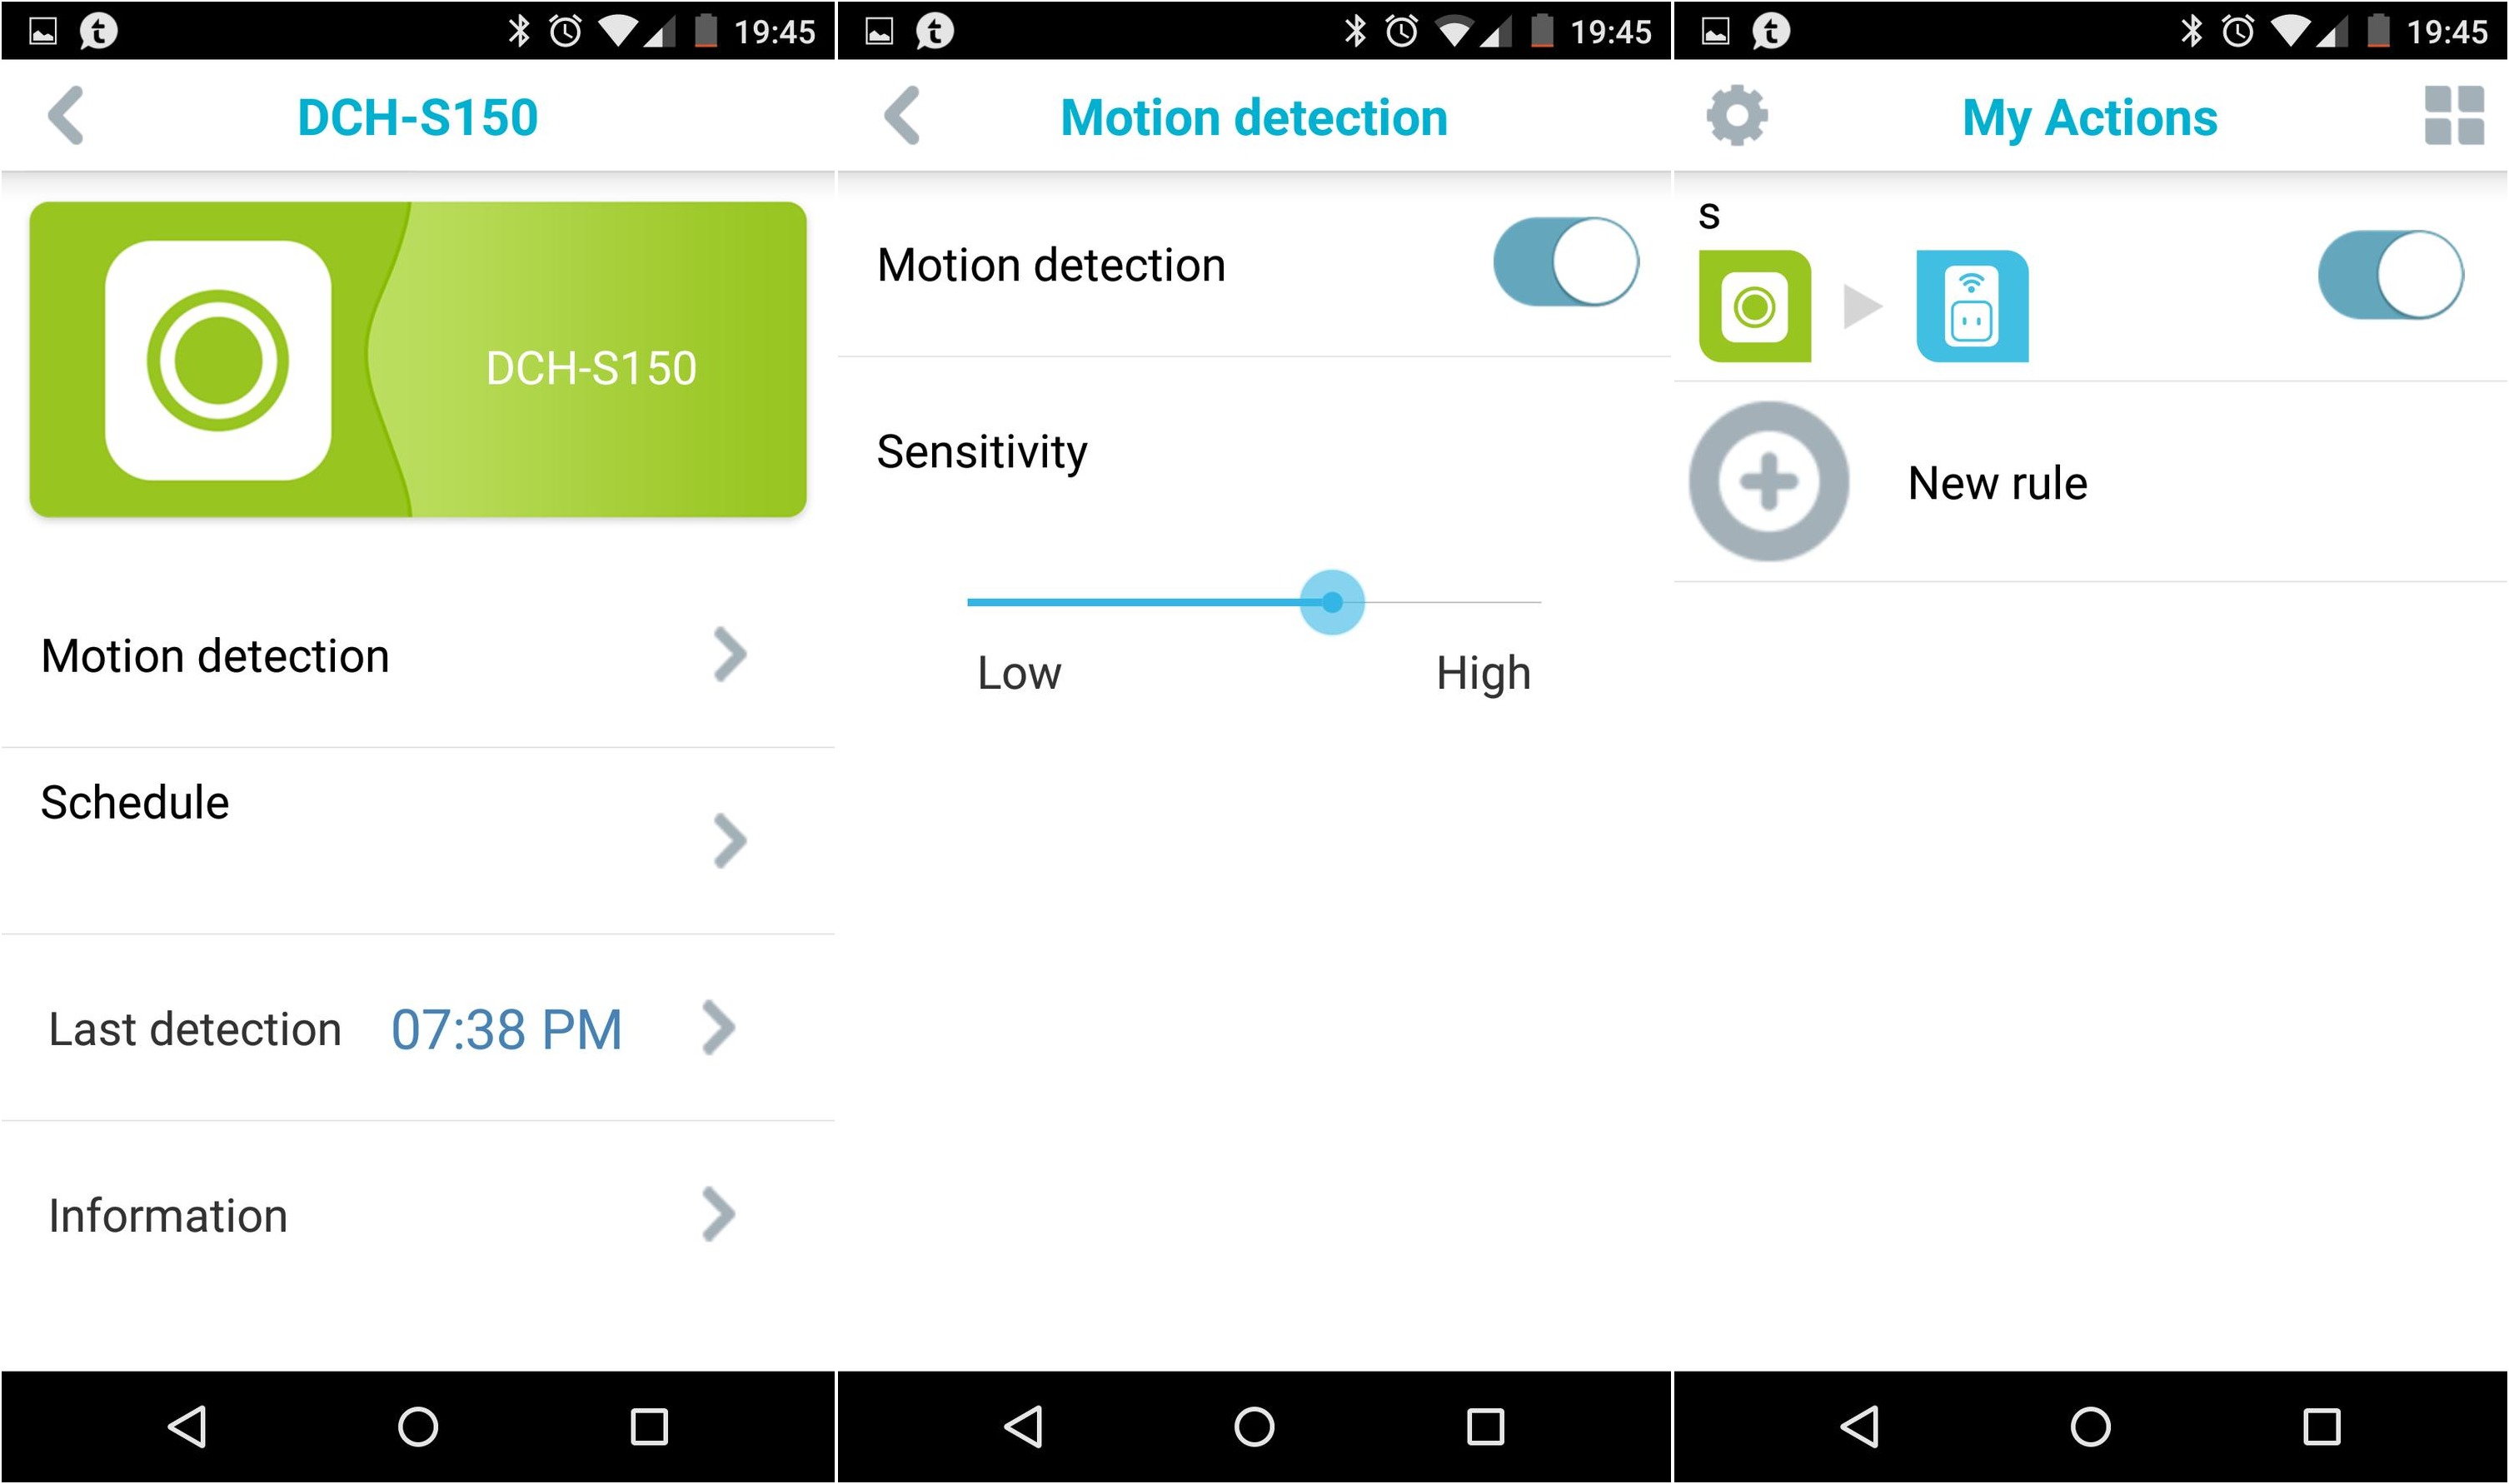 19:45
DCH-S150
DCH-S150
Motion detection
Schedule
Last detection 07:38 PM
Information
19:45
Motion detection
Motion detection
Sensitivity
Low High
19:45
My Actions
s
New rule